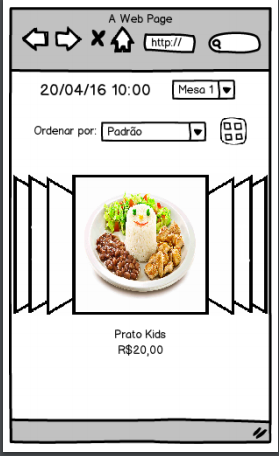 A Web Page
http://
20/04/16 10:00 Mesa 1
Ordenar por: Padrão
Prato Kids
R$20,00